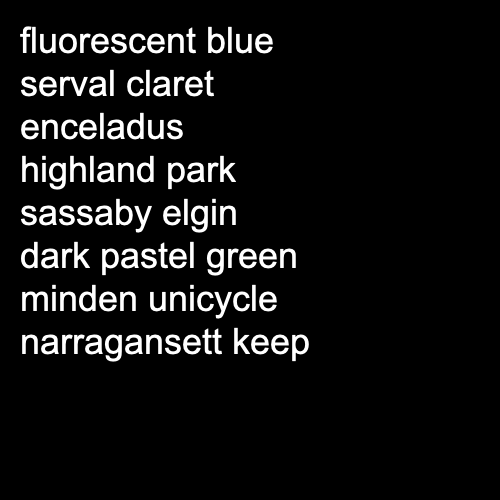 fluorescent blue
serval claret
enceladus
highland park
sassaby elgin
dark pastel green
minden unicycle
narragansett keep